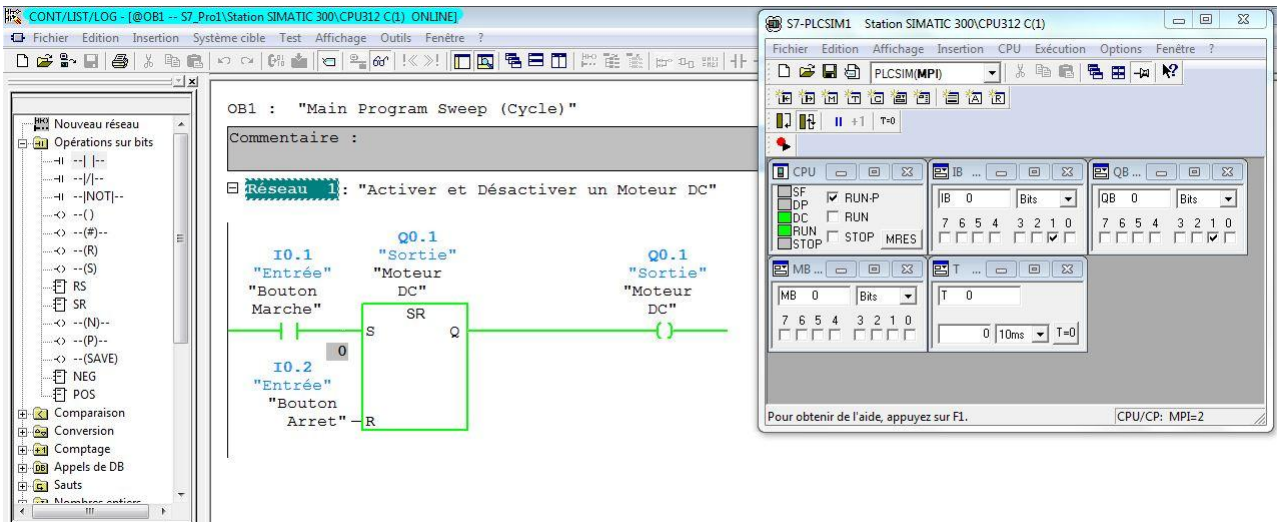 CONT/LIST/LOG - [@OB1 -- S7_Pro1\Station SIMATIC 300\CPU312 C(1) ONLINE]
Fichier Edition Insertion Système cible Test Affichage Outils Fenêtre ?
Nouveau réseau
Opérations sur bits
--| |--
--|/|--
--|NOT|--
--( )
--(#)--
--(R)
--(S)
RS
SR
--(N)--
--(P)--
--(SAVE)
NEG
POS
Comparaison
Conversion
Comptage
Appels de DB
Sauts
Nombres entiers
OB1 : "Main Program Sweep (Cycle)"
Commentaire :
Réseau 1: "Activer et Désactiver un Moteur DC"
I0.1
"Entrée"
"Bouton
Marche"
Q0.1
"Sortie"
"Moteur
DC"
SR
S Q
0
I0.2
"Entrée"
"Bouton
Arret"
R
Q0.1
"Sortie"
"Moteur
DC"
S7-PLCSIM1 Station SIMATIC 300\CPU312 C(1)
Fichier Edition Affichage Insertion CPU Exécution Options Fenêtre ?
PLCSIM(MPI)
+1 T=0
CPU
SF
DP
DC
RUN
STOP
RUN-P
RUN
STOP MRES
IB ...
IB 0 Bits
7 6 5 4 3 2 1 0
QB ...
QB 0 Bits
7 6 5 4 3 2 1 0
MB ...
MB 0 Bits
7 6 5 4 3 2 1 0
T ...
T 0
0 10ms T=0
Pour obtenir de l'aide, appuyez sur F1.
CPU/CP: MPI=2